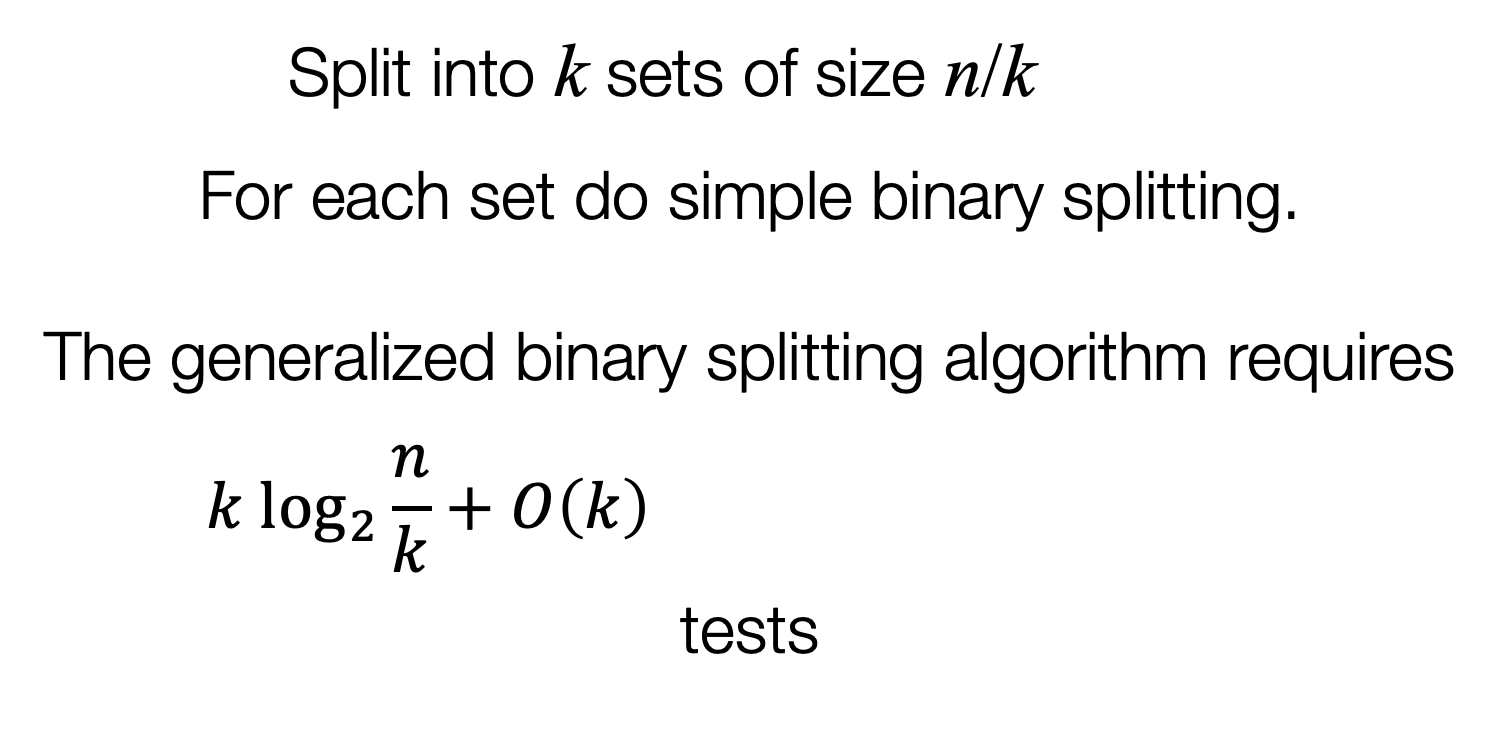 Split into k sets of size n/k
For each set do simple binary splitting.
The generalized binary splitting algorithm requires
k log₂ n/k + O(k)
tests